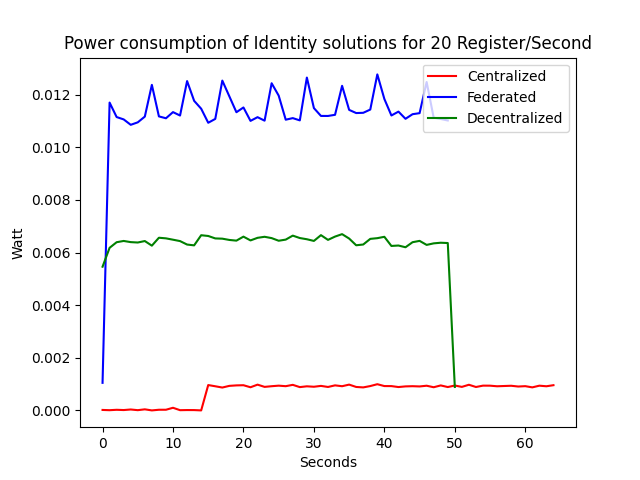 Power consumption of Identity solutions for 20 Register/Second
Centralized
Federated
Decentralized
0.012
0.010
0.008
0.006
0.004
0.002
0.000
Watt
0 10 20 30 40 50 60
Seconds